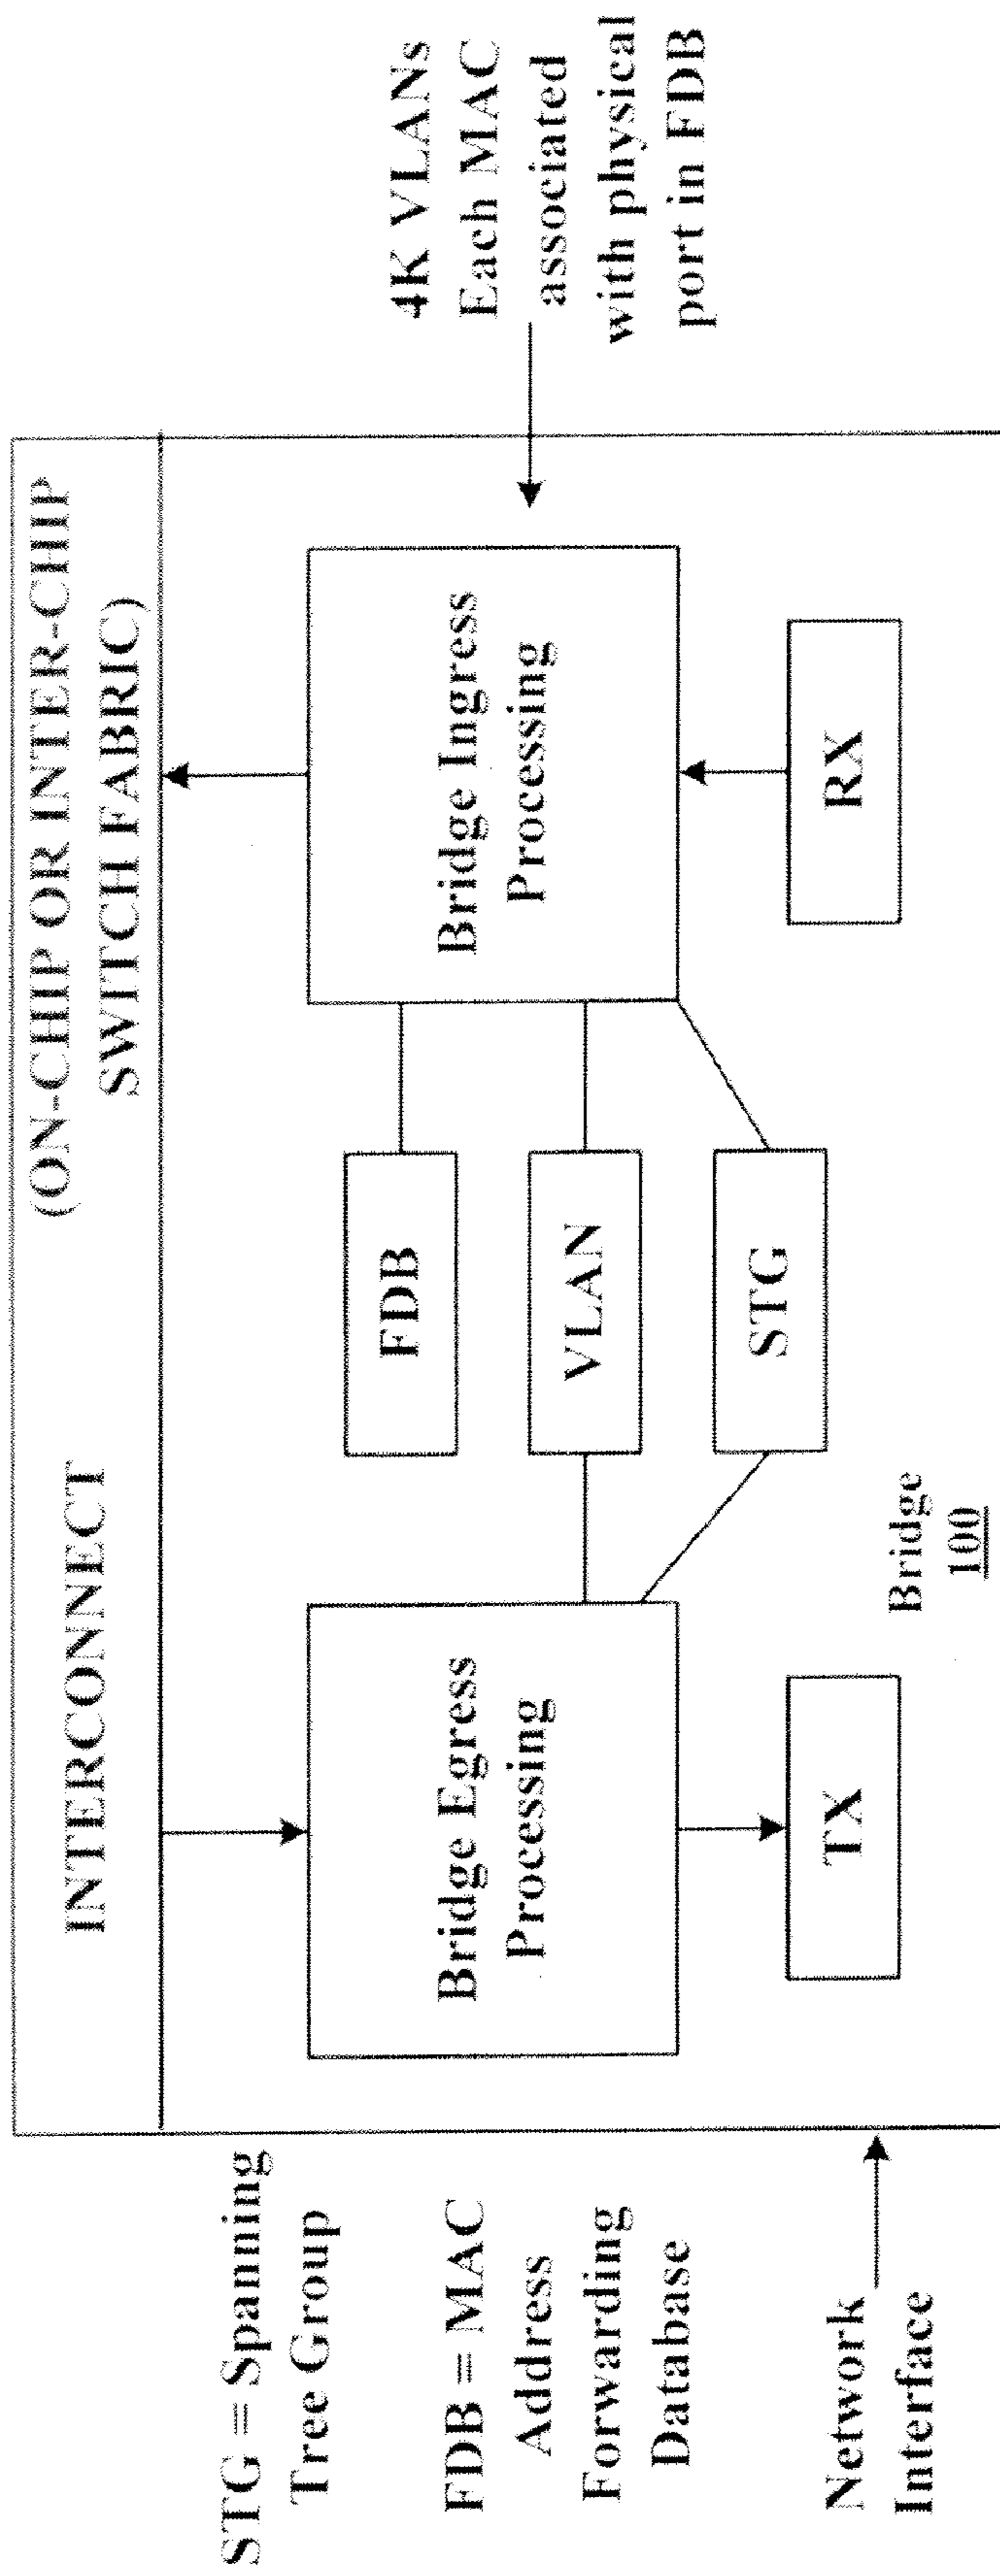 INTERCONNECT
(ON-CHIP OR INTER-CHIP
SWITCH FABRIC)
STG = Spanning
Tree Group
FDB = MAC
Address
Forwarding
Database
Network
Interface
Bridge Egress
Processing
TX
FDB
VLAN
STG
Bridge
100
Bridge Ingress
Processing
RX
4K VLANs
Each MAC
associated
with physical
port in FDB